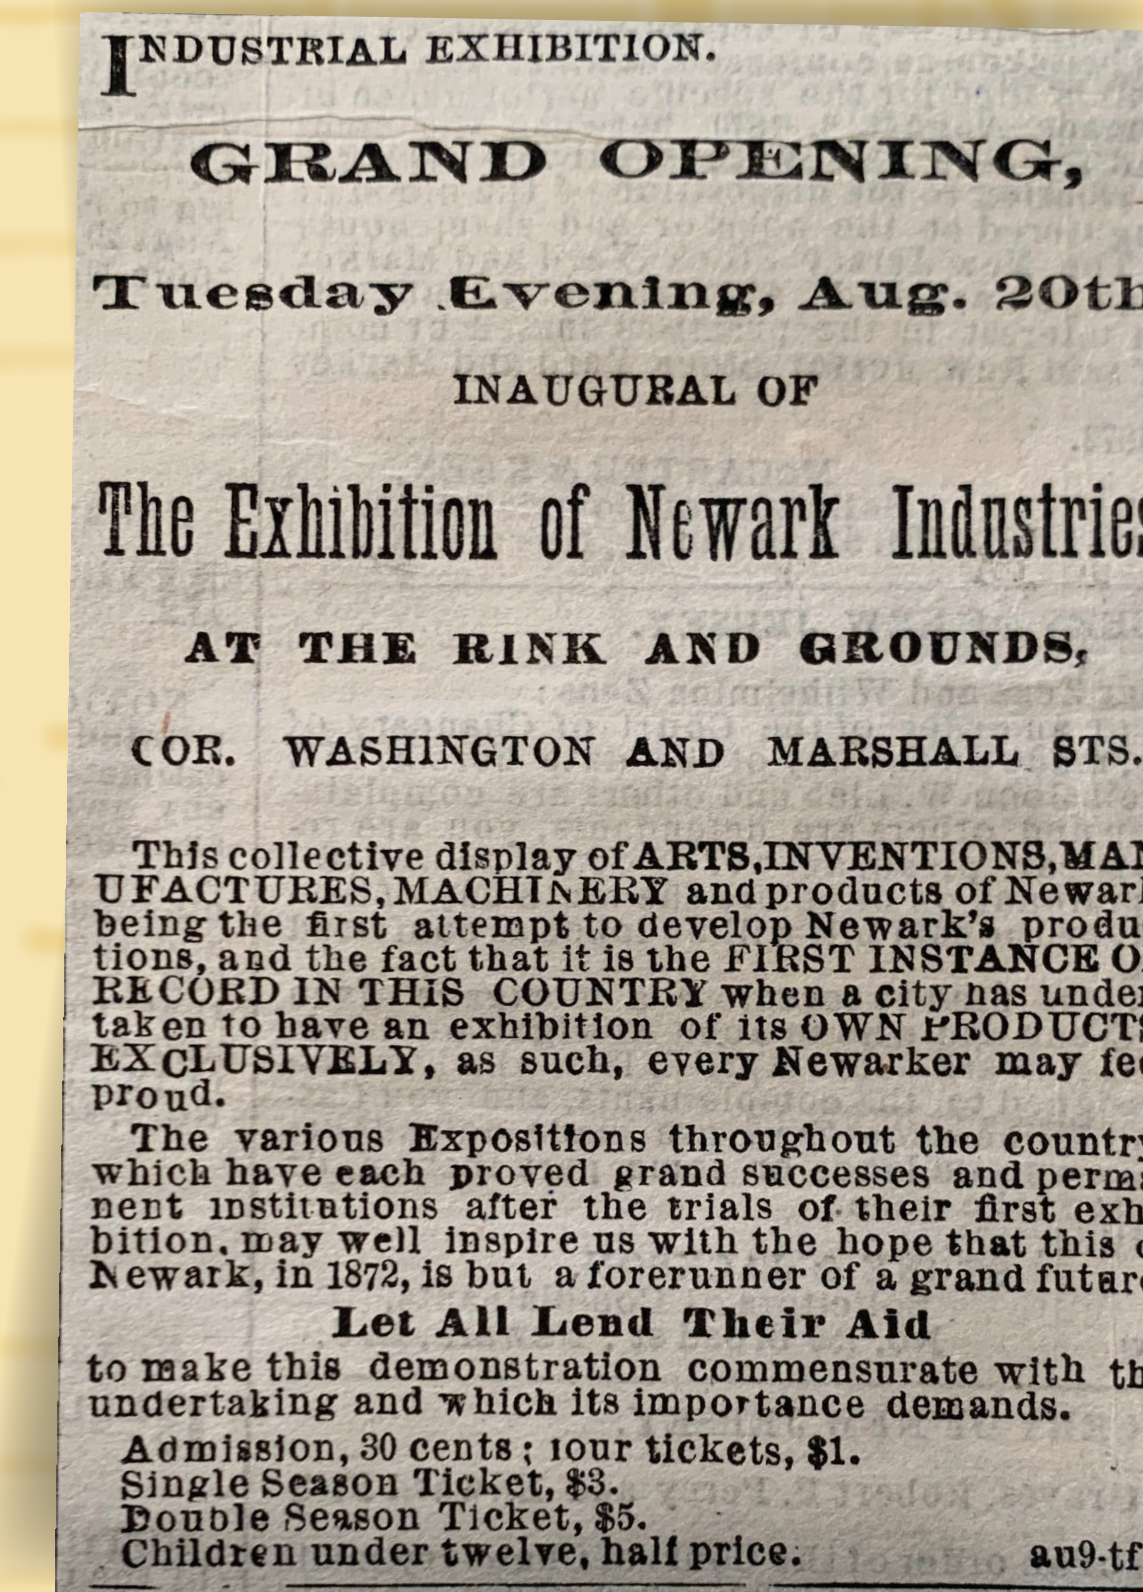 INDUSTRIAL EXHIBITION.
GRAND OPENING,
Tuesday Evening, Aug. 20th
INAUGURAL OF
The Exhibition of Newark Industries
AT THE RINK AND GROUNDS,
COR. WASHINGTON AND MARSHALL STS.
This collective display of ARTS, INVENTIONS, MAN
UFACTURES, MACHINERY and products of Newark
being the first attempt to develop Newark's produc
tions, and the fact that it is the FIRST INSTANCE O
RECORD IN THIS COUNTRY when a city has under
taken to have an exhibition of its OWN PRODUCTS
EXCLUSIVELY, as such, every Newarker may fee
proud.
The various Expositions throughout the country
which have each proved grand successes and perma
nent institutions after the trials of their first exh
bition, may well inspire us with the hope that this o
Newark, in 1872, is but a forerunner of a grand future
Let All Lend Their Aid
to make this demonstration commensurate with th
undertaking and which its importance demands.
Admission, 30 cents; four tickets, $1.
Single Season Ticket, $3.
Double Season Ticket, $5.
Children under twelve, half price. au9-tf